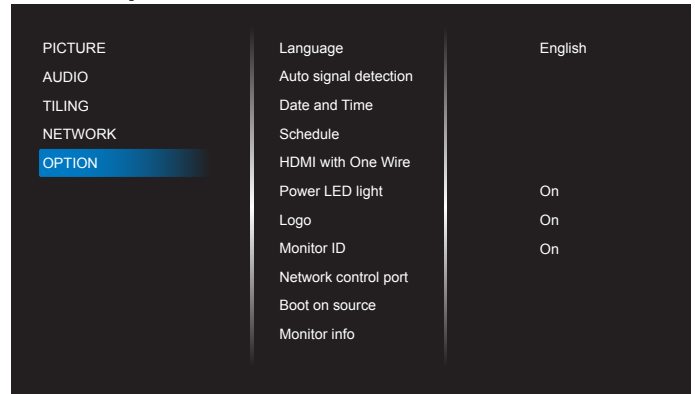 PICTURE
AUDIO
TILING
NETWORK
OPTION
Language English
Auto signal detection
Date and Time
Schedule
HDMI with One Wire
Power LED light On
Logo On
Monitor ID On
Network control port
Boot on source
Monitor info